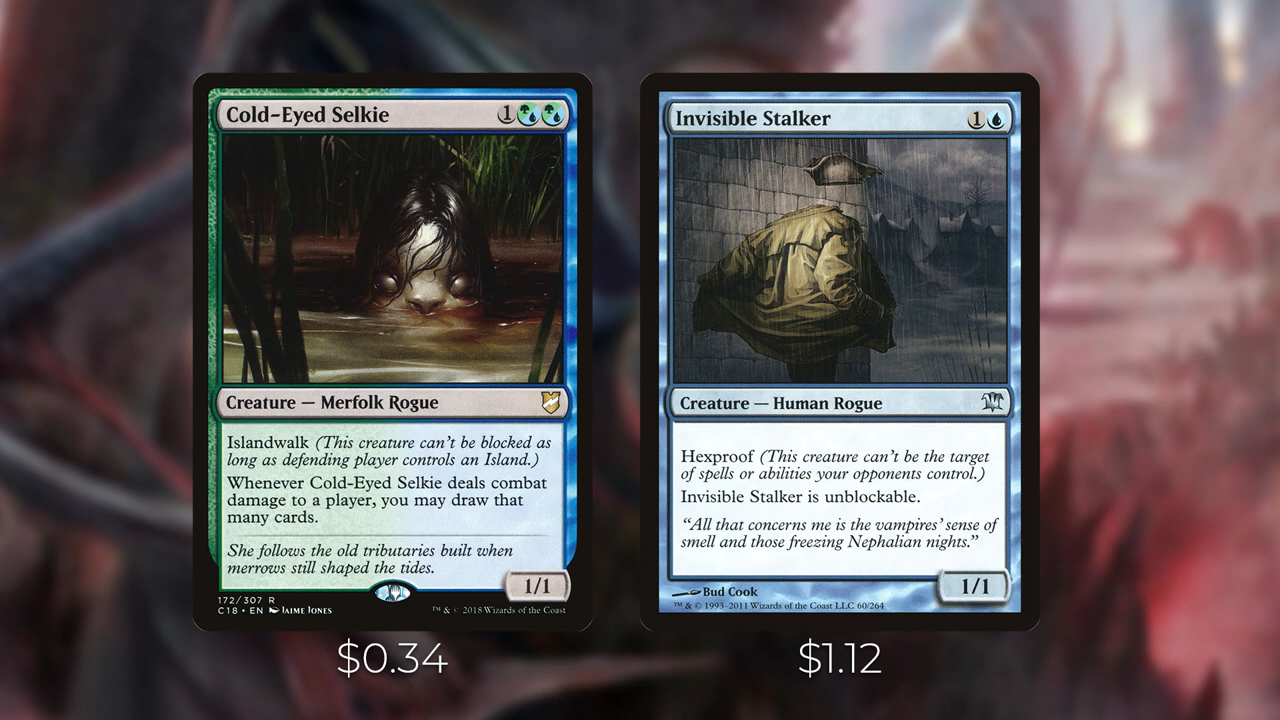 Cold-Eyed Selkie 1
Creature — Merfolk Rogue
Islandwalk (This creature can't be blocked as
long as defending player controls an Island.)
Whenever Cold-Eyed Selkie deals combat
damage to a player, you may draw that
many cards.
She follows the old tributaries built when
merrows still shaped the tides.
1/1
172/307 R
C18 • EN Jaime Jones
™ & © 2018 Wizards of the Coast
$0.34
Invisible Stalker 1
Creature — Human Rogue
Hexproof (This creature can't be the target
of spells or abilities your opponents control.)
Invisible Stalker is unblockable.
"All that concerns me is the vampires' sense of
smell and those freezing Nephalian nights."
1/1
Bud Cook
™ & © 1993–2011 Wizards of the Coast LLC 60/264
$1.12